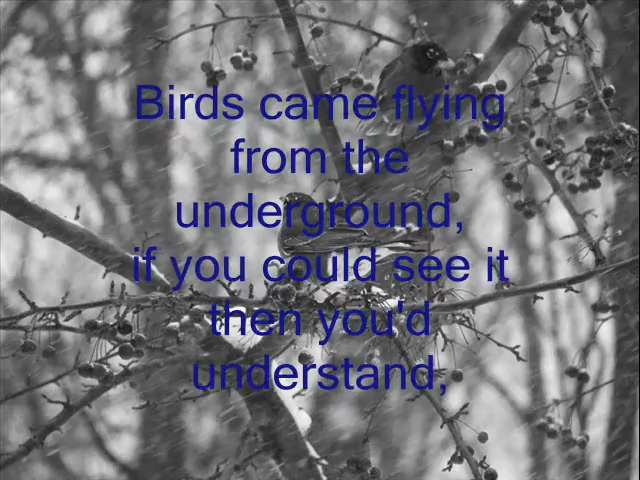 Birds came flying
from the
underground,
if you could see it
then you'd
understand,